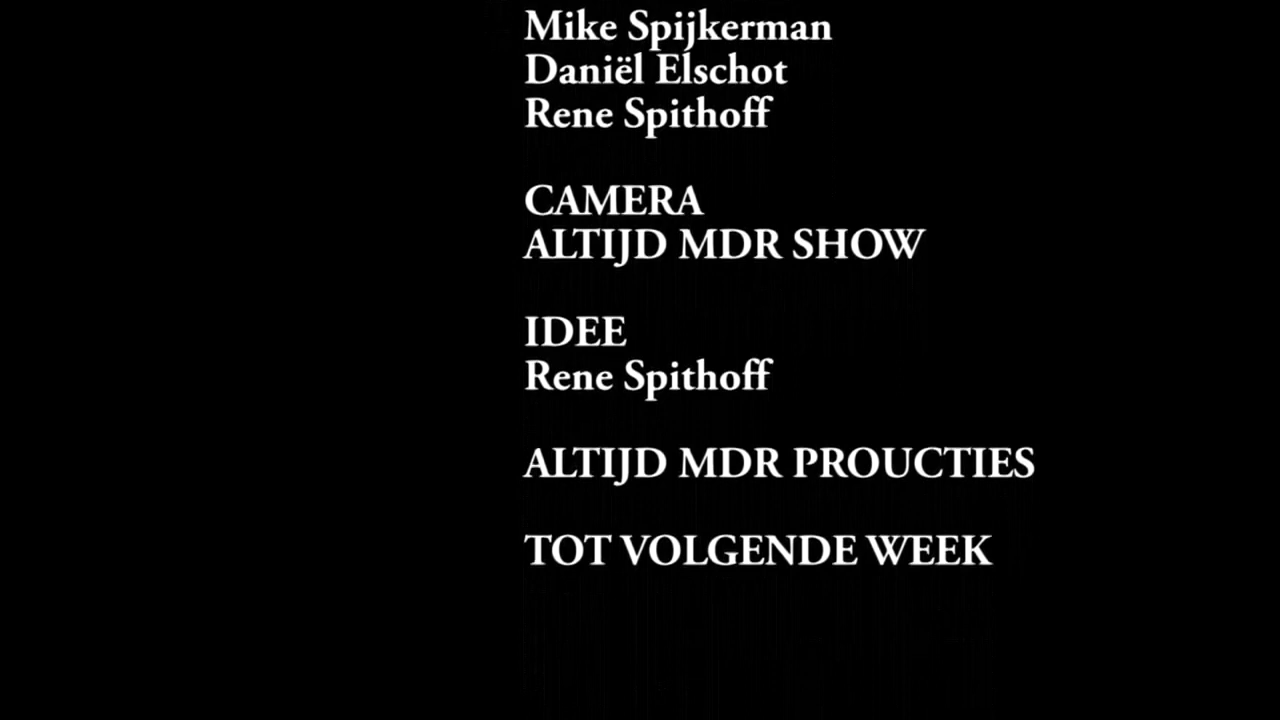 Mike Spijkerman
Daniël Elschot
Rene Spithoff
CAMERA
ALTIJD MDR SHOW
IDEE
Rene Spithoff
ALTIJD MDR PROUCTIES
TOT VOLGENDE WEEK